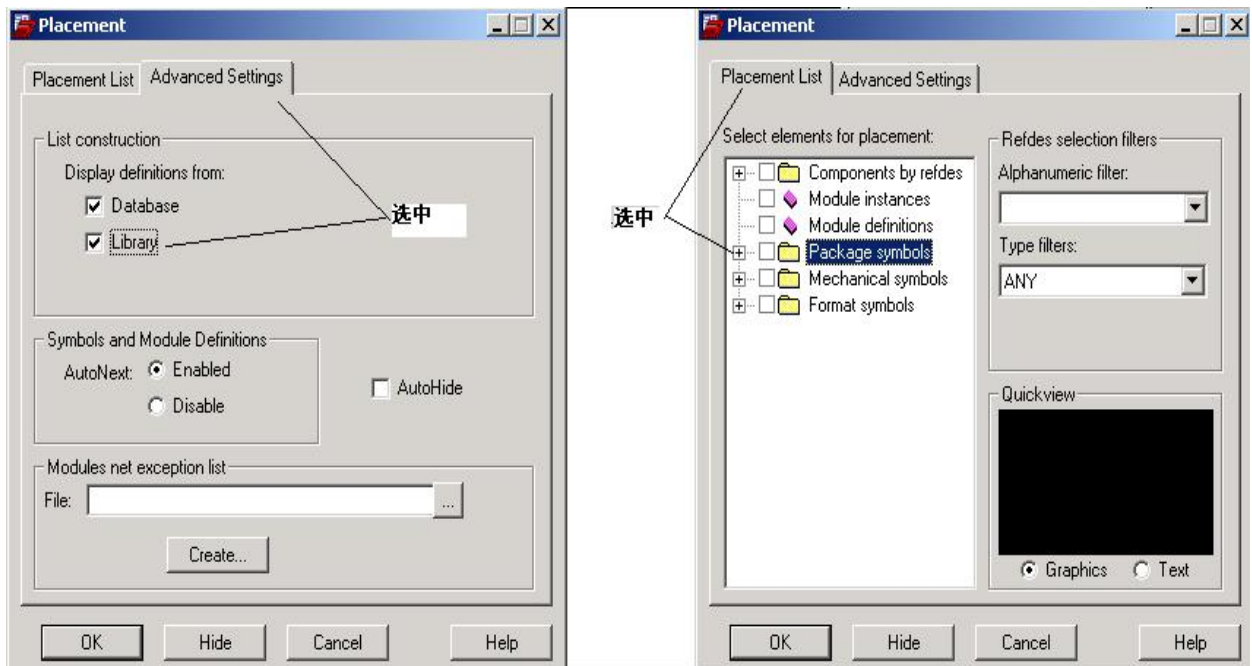 Placement
Placement List
Advanced Settings
List construction
Display definitions from:
Database
Library
选中
Symbols and Module Definitions
AutoNext:
Enabled
Disable
AutoHide
Modules net exception list
File:
...
Create...
OK
Hide
Cancel
Help
Placement
Placement List
Advanced Settings
Select elements for placement:
Components by refdes
Module instances
Module definitions
Package symbols
Mechanical symbols
Format symbols
选中
Refdes selection filters
Alphanumeric filter:
Type filters:
ANY
Quickview
Graphics
Text
OK
Hide
Cancel
Help